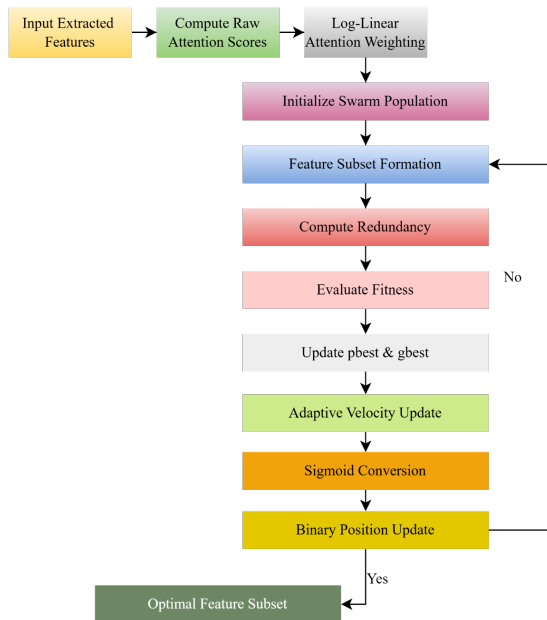 Input Extracted
Features
Compute Raw
Attention Scores
Log-Linear
Attention Weighting
Initialize Swarm Population
Feature Subset Formation
Compute Redundancy
No
Evaluate Fitness
Update pbest & gbest
Adaptive Velocity Update
Sigmoid Conversion
Binary Position Update
Yes
Optimal Feature Subset